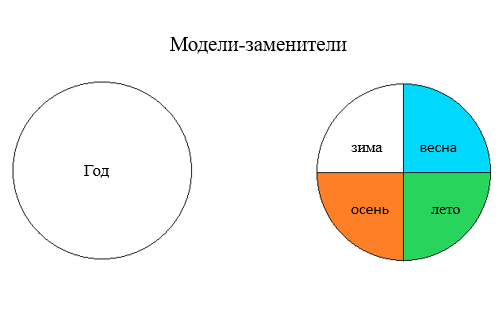 Модели-заменители
Год
зима
весна
осень
лето